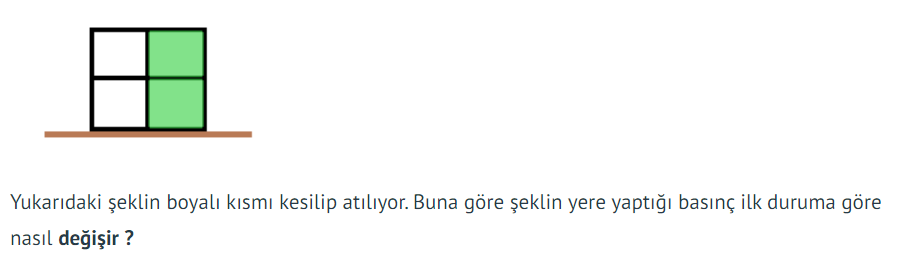 Yukarıdaki şeklin boyalı kısmı kesilip atılıyor. Buna göre şeklin yere yaptığı basınç ilk duruma göre
nasıl değişir ?